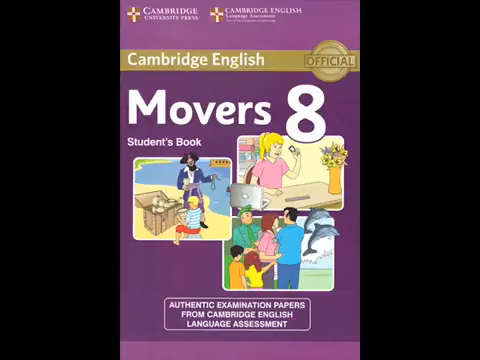 CAMBRIDGE
UNIVERSITY PRESS
CAMBRIDGE ENGLISH
Language Assessment
Cambridge English
OFFICIAL
Movers 8
Student's Book
AUTHENTIC EXAMINATION PAPERS
FROM CAMBRIDGE ENGLISH
LANGUAGE ASSESSMENT